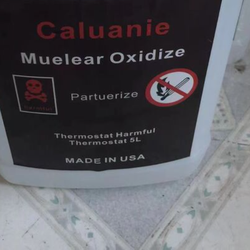 Caluanie
Muelear Oxidize
Partuerize
Thermostat Harmful
Thermostat 5L
MADE IN USA